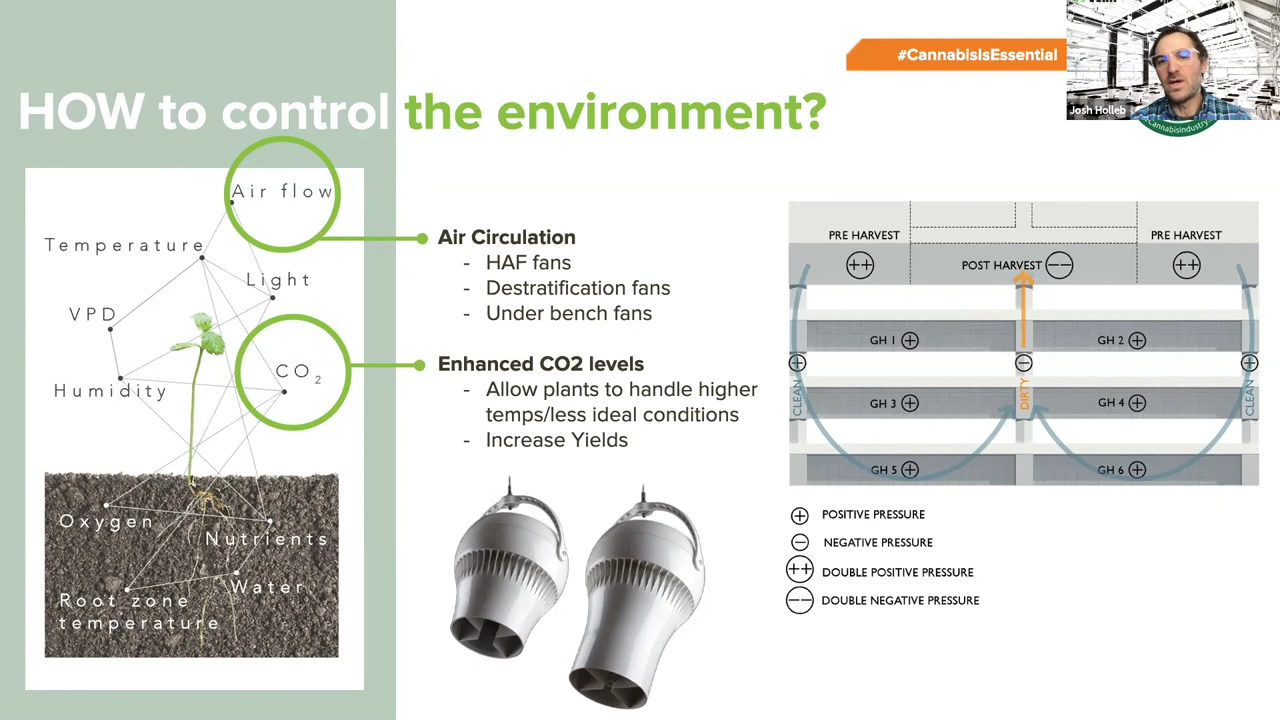 #CannabisIsEssential
Josh Holleb
CannabisIndustry
HOW to control the environment?
Air flow
Temperature
Light
VPD
CO2
Humidity
Oxygen
Nutrients
Water
Root zone
temperature
Air Circulation
- HAF fans
- Destratification fans
- Under bench fans
Enhanced CO2 levels
- Allow plants to handle higher
temps/less ideal conditions
- Increase Yields
PRE HARVEST
PRE HARVEST
++
POST HARVEST --
++
GH 1 +
GH 2 +
+
-
+
CLEAN
DIRTY
CLEAN
GH 3 +
GH 4 +
GH 5 +
GH 6 +
+ POSITIVE PRESSURE
- NEGATIVE PRESSURE
++ DOUBLE POSITIVE PRESSURE
-- DOUBLE NEGATIVE PRESSURE